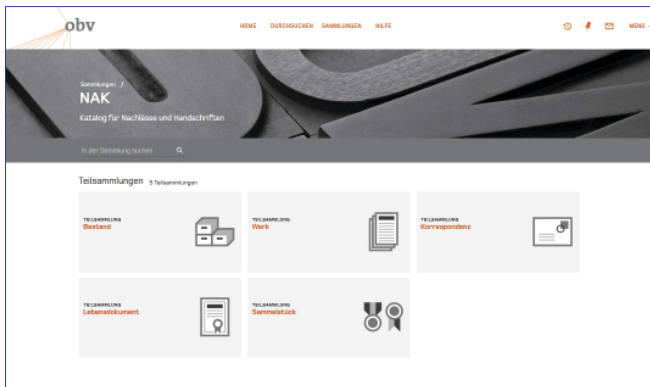 obv
HOME DURCHSUCHEN SAMMLUNGEN HILFE
MENÜ
Sammlungen /
NAK
Katalog für Nachlässe und Handschriften
In der Sammlung suchen
Teilsammlungen 5 Teilsammlungen
TEILSAMMLUNG TEILSAMMLUNG TEILSAMMLUNG
Bestand Werk Korrespondenz
TEILSAMMLUNG TEILSAMMLUNG
Lebensdokument Sammelstück